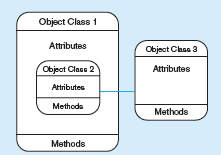 Object Class 1
Attributes
Object Class 2
Attributes
Methods
Methods
Object Class 3
Attributes
Methods